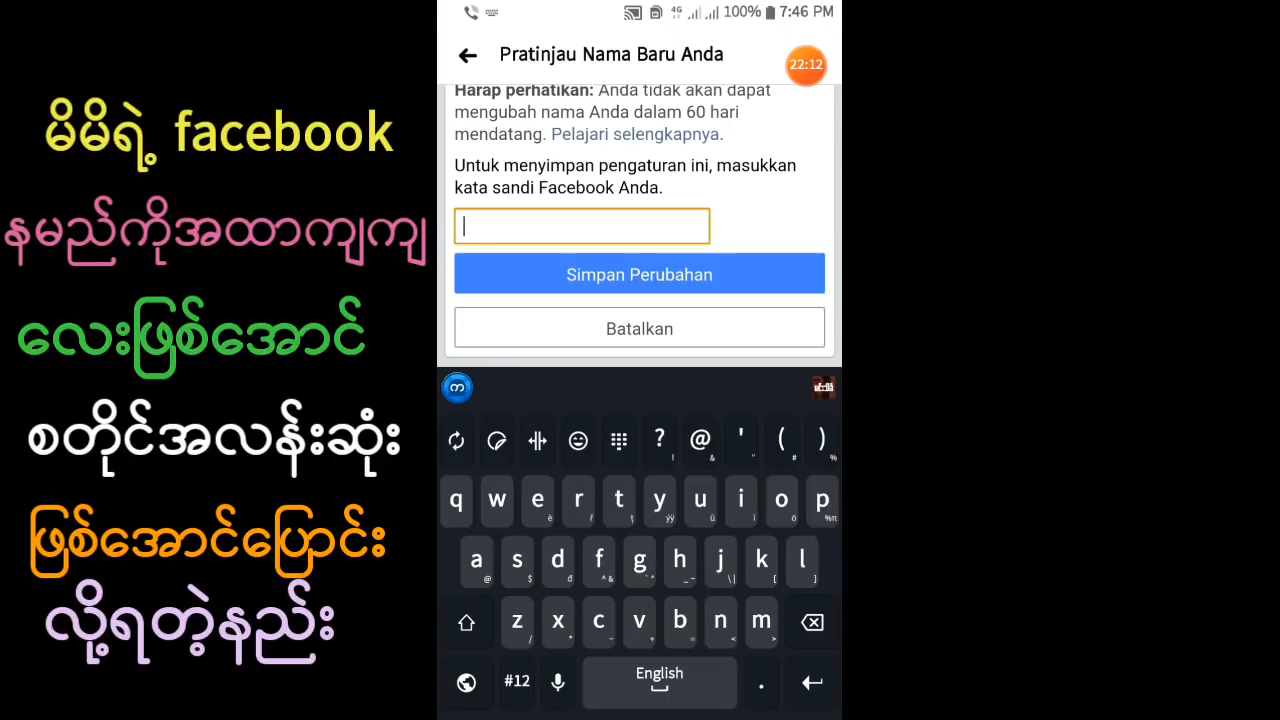 မိမိရဲ့ facebook
နမည်ကိုအထာကျကျ
လေးဖြစ်အောင်
စတိုင်အလန်းဆုံး
ဖြစ်အောင်ပြောင်း
လို့ရတဲ့နည်း
4G 100% 7:46 PM
Pratinjau Nama Baru Anda
22:12
Harap perhatikan: Anda tidak akan dapat
mengubah nama Anda dalam 60 hari
mendatang. Pelajari selengkapnya.
Untuk menyimpan pengaturan ini, masukkan
kata sandi Facebook Anda.
Simpan Perubahan
Batalkan
က
? @ ' ( )
q w e r t y u i o p
a s d f g h j k l
z x c v b n m
#12 English .